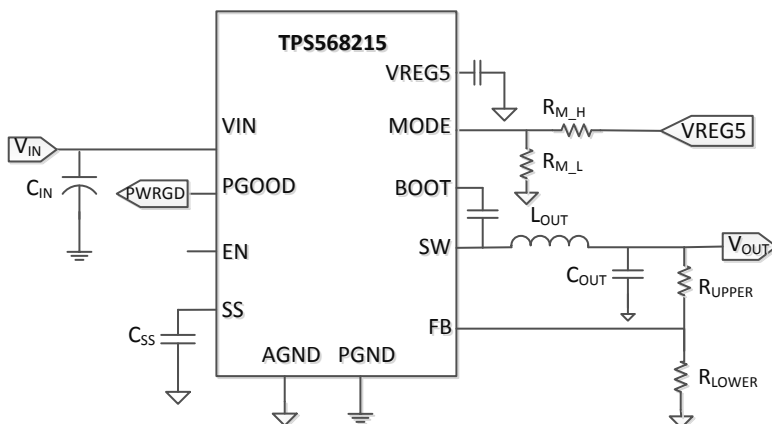 TPS568215
VREG5
R_M_H
VIN
MODE
VREG5
V_IN
R_M_L
C_IN
PWRGD
PGOOD
BOOT
L_OUT
EN
SW
V_OUT
C_OUT
R_UPPER
SS
FB
C_SS
AGND
PGND
R_LOWER